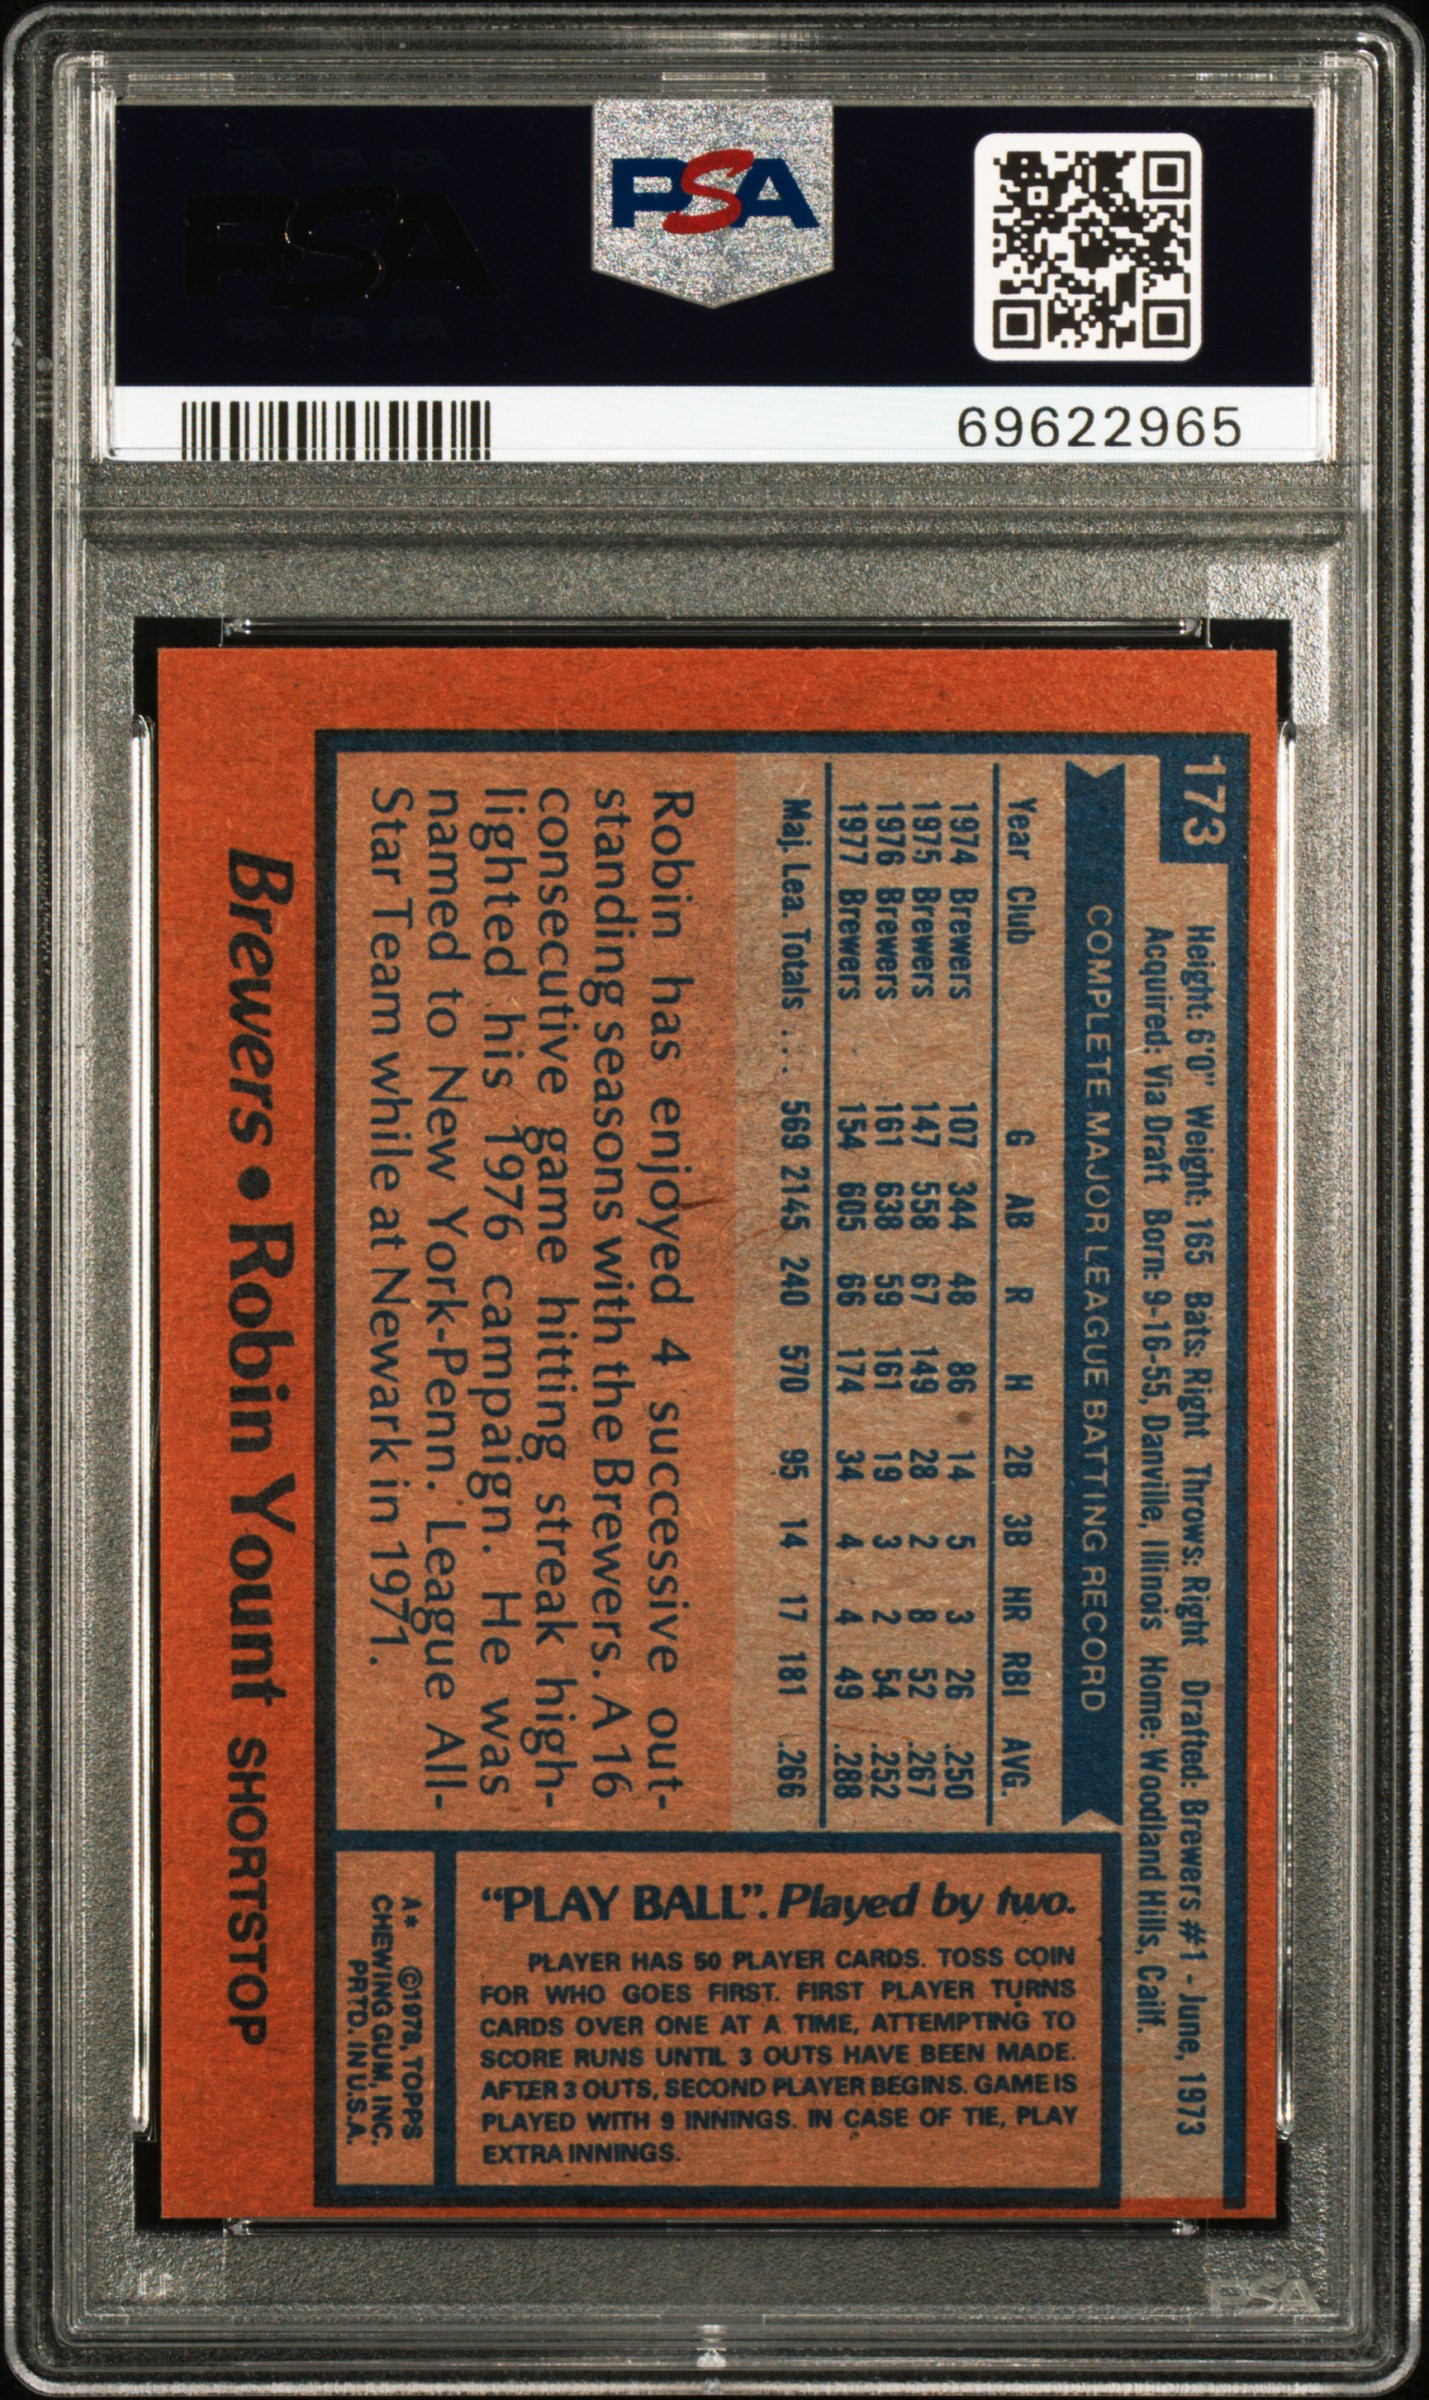 PSA PSA PSA
PSA
PSA PSA PSA
PSA
69622965
173
Height: 6'0" Weight: 165 Bats: Right Throws: Right Drafted: Brewers #1 - June, 1973
Acquired: Via Draft Born: 9-16-55, Danville, Illinois Home: Woodland Hills, Calif.
COMPLETE MAJOR LEAGUE BATTING RECORD
Year Club G AB R H 2B 3B HR RBI AVG.
1974 Brewers 107 344 48 86 14 5 3 26 .250
1975 Brewers 147 558 67 149 28 2 8 52 .267
1976 Brewers 161 638 59 161 19 3 2 54 .252
1977 Brewers 154 605 66 174 34 4 4 49 .288
Maj. Lea. Totals .... 569 2145 240 570 95 14 17 181 .266
Robin has enjoyed 4 successive out-
standing seasons with the Brewers. A 16
consecutive game hitting streak high-
lighted his 1976 campaign. He was
named to New York-Penn. League All-
Star Team while at Newark in 1971.
"PLAY BALL". Played by two.
PLAYER HAS 50 PLAYER CARDS. TOSS COIN
FOR WHO GOES FIRST. FIRST PLAYER TURNS
CARDS OVER ONE AT A TIME, ATTEMPTING TO
SCORE RUNS UNTIL 3 OUTS HAVE BEEN MADE.
AFTER 3 OUTS, SECOND PLAYER BEGINS. GAME IS
PLAYED WITH 9 INNINGS. IN CASE OF TIE, PLAY
EXTRA INNINGS.
A* ©1978, TOPPS
CHEWING GUM, INC.
PRTD. IN U.S.A.
Brewers • Robin Yount SHORTSTOP
PSA